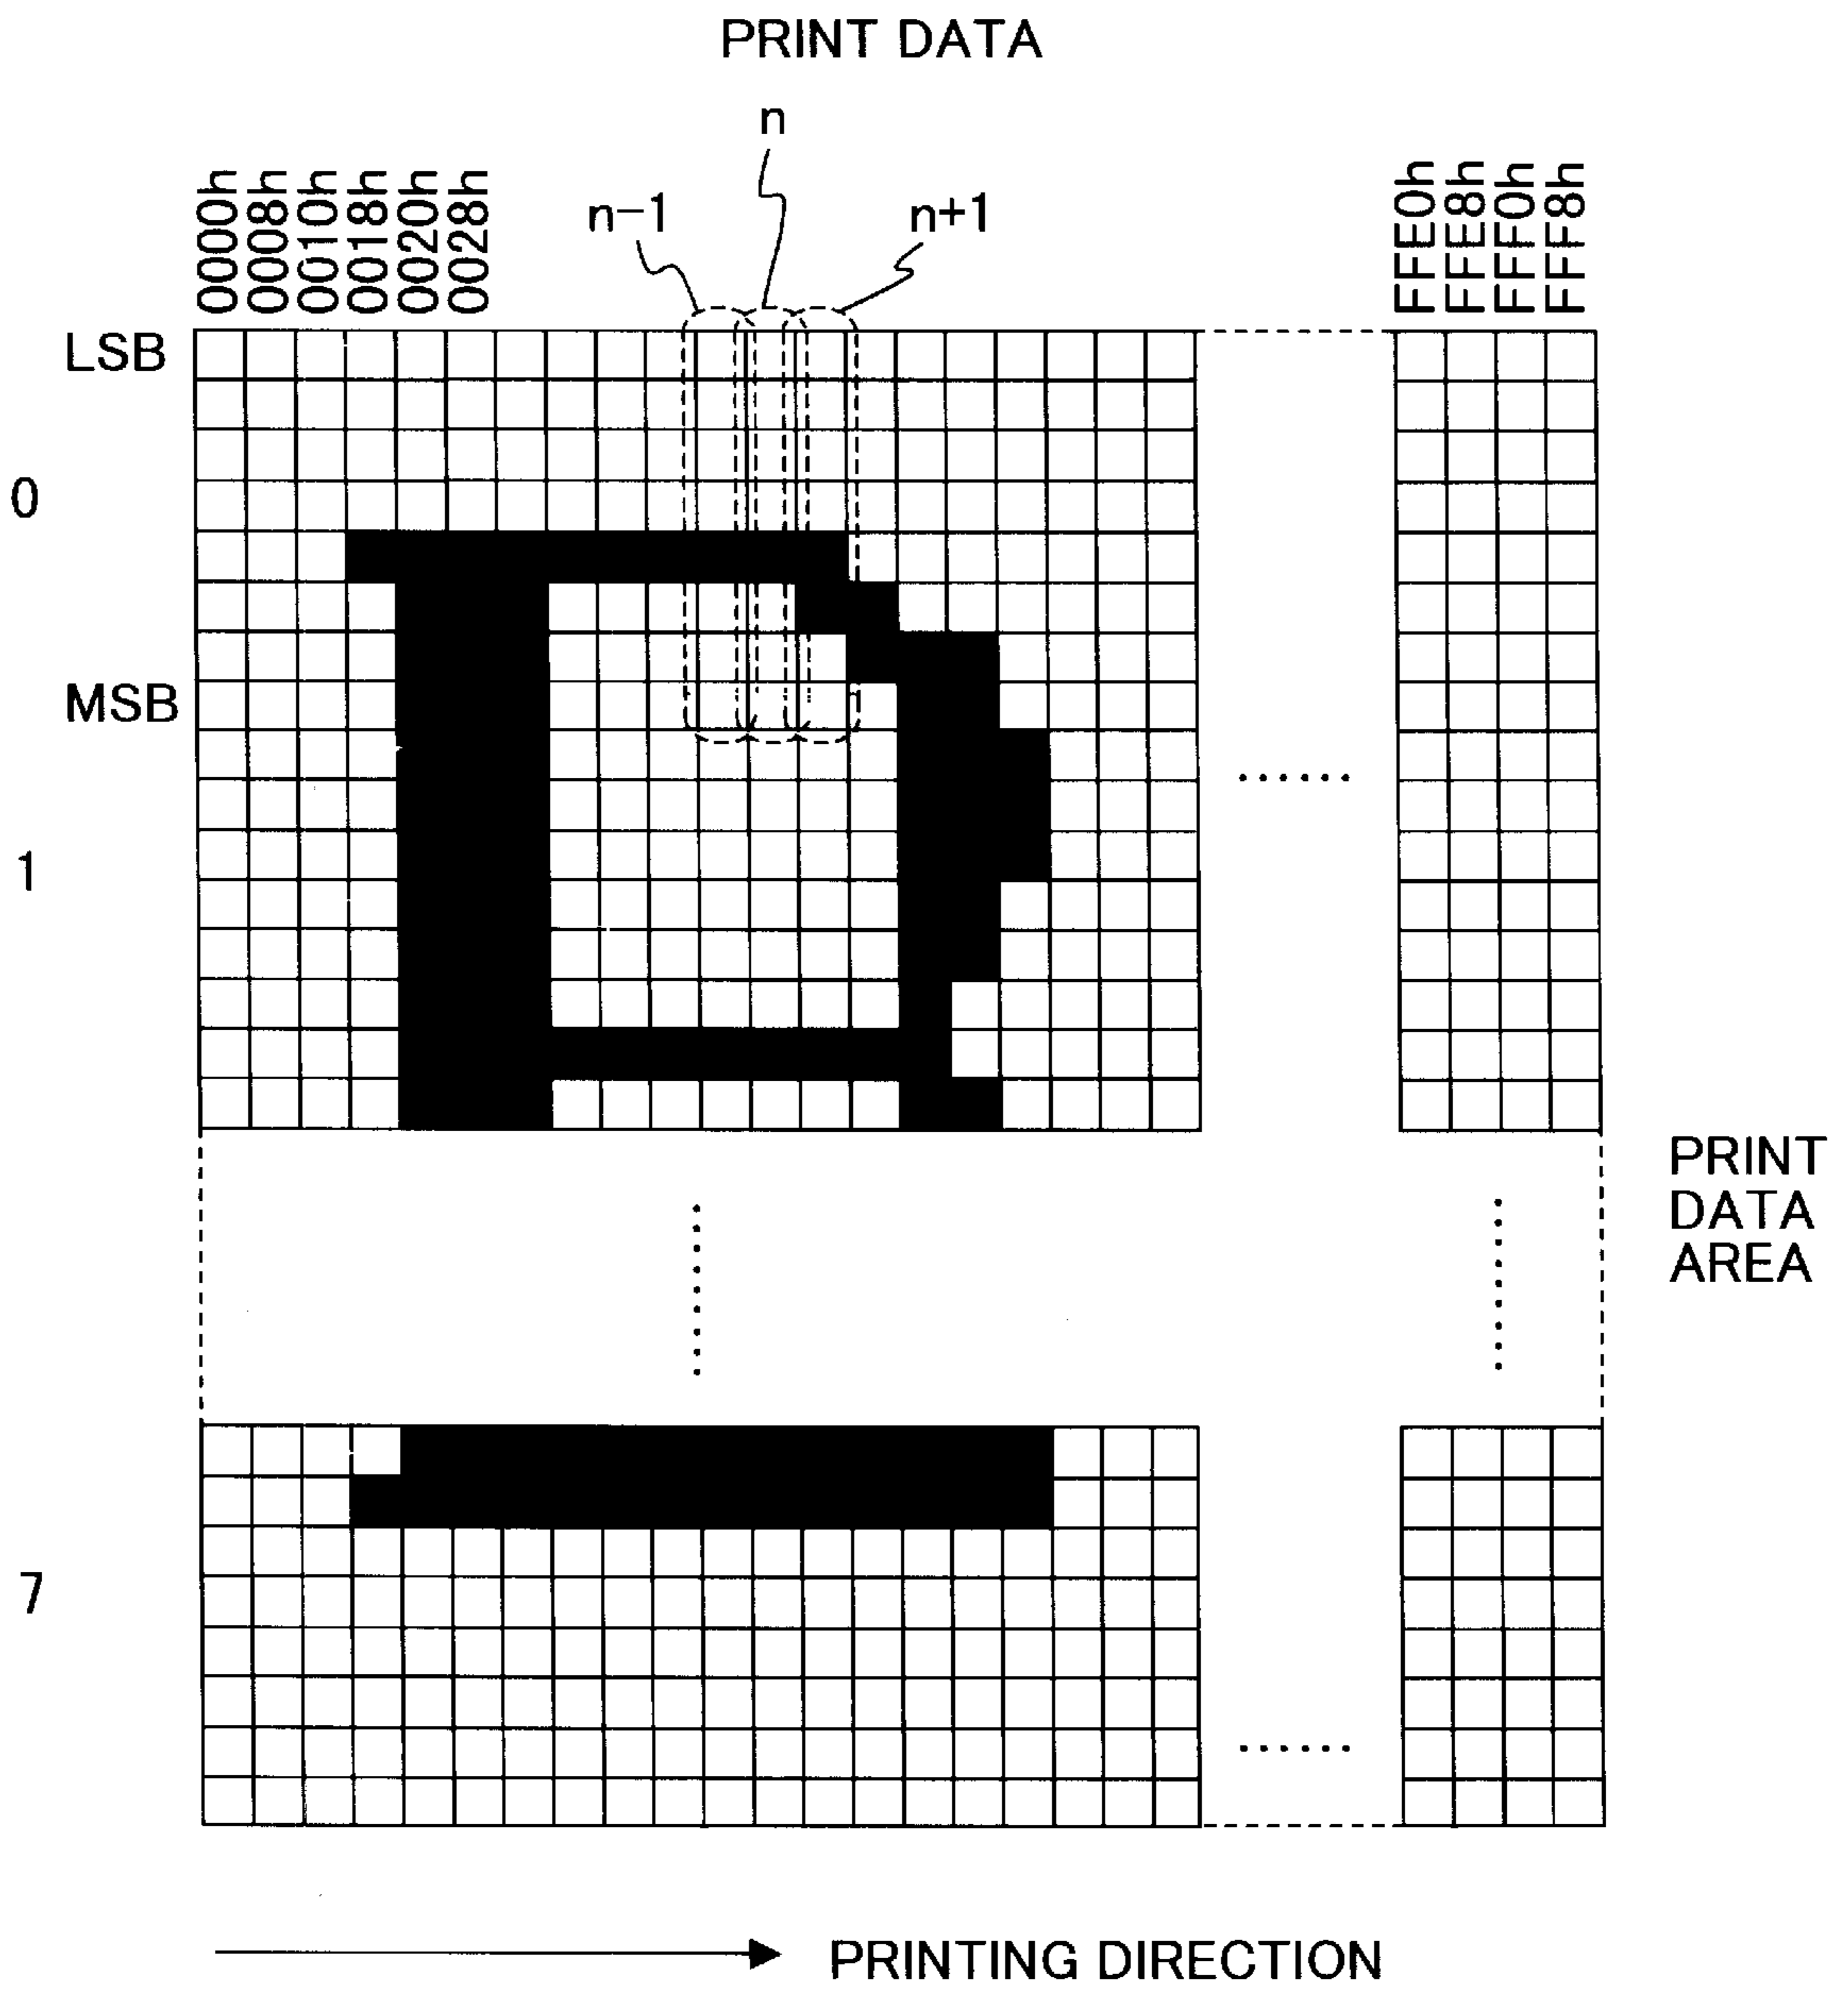 PRINT DATA
n
n-1
n+1
0000h
0008h
0010h
0018h
0020h
0028h
FFE0h
FFE8h
FFF0h
FFF8h
LSB
0
MSB
1
PRINT
DATA
AREA
7
PRINTING DIRECTION